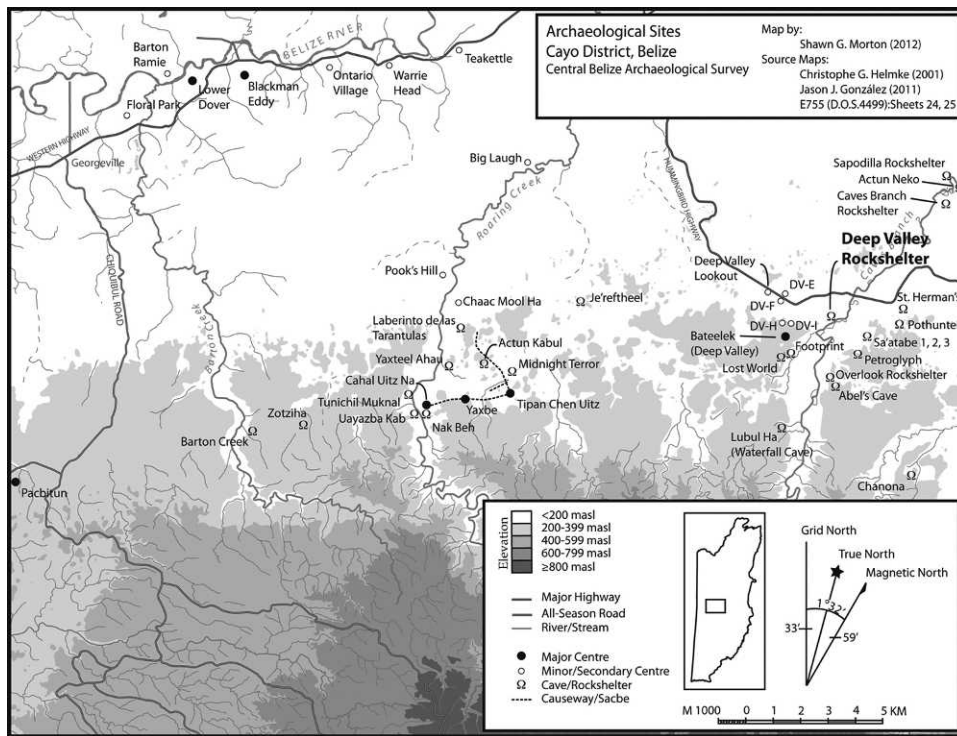 Archaeological Sites
Cayo District, Belize
Central Belize Archaeological Survey
Map by:
Shawn G. Morton (2012)
Source Maps:
Christophe G. Helmke (2001)
Jason J. González (2011)
E755 (D.O.S.4499):Sheets 24, 25
BELIZE RIVER
Teakettle
Barton
Ramie
Lower
Dover
Blackman
Eddy
Ontario
Village
Warrie
Head
Floral Park
WESTERN HIGHWAY
Georgeville
Big Laugh
Roaring Creek
HUMMINGBIRD HIGHWAY
Sapodilla Rockshelter
Actun Neko
Caves Branch
Rockshelter
Caves Branch
Deep Valley
Rockshelter
CHIQUIBUL ROAD
Barton Creek
Pook's Hill
Chaac Mool Ha
Je'reftheel
Deep Valley
Lookout
DV-E
DV-F
DV-H
DV-I
St. Herman's
Pothunter
Sa'atabe 1, 2, 3
Petroglyph
Bateelek
(Deep Valley)
Footprint
Lost World
Overlook Rockshelter
Abel's Cave
Laberinto de las
Tarantulas
Actun Kabul
Yaxteel Ahau
Midnight Terror
Cahal Uitz Na
Tunichil Muknal
Uayazba Kab
Yaxbe
Tipan Chen Uitz
Nak Beh
Zotziha
Barton Creek
Lubul Ha
(Waterfall Cave)
Chanona
Pacbitun
Elevation
<200 masl
200-399 masl
400-599 masl
600-799 masl
≥800 masl
Major Highway
All-Season Road
River/Stream
Major Centre
Minor/Secondary Centre
Cave/Rockshelter
Causeway/Sacbe
Grid North
True North
Magnetic North
1°32'
33'
59'
M 1000 0 1 2 3 4 5 KM